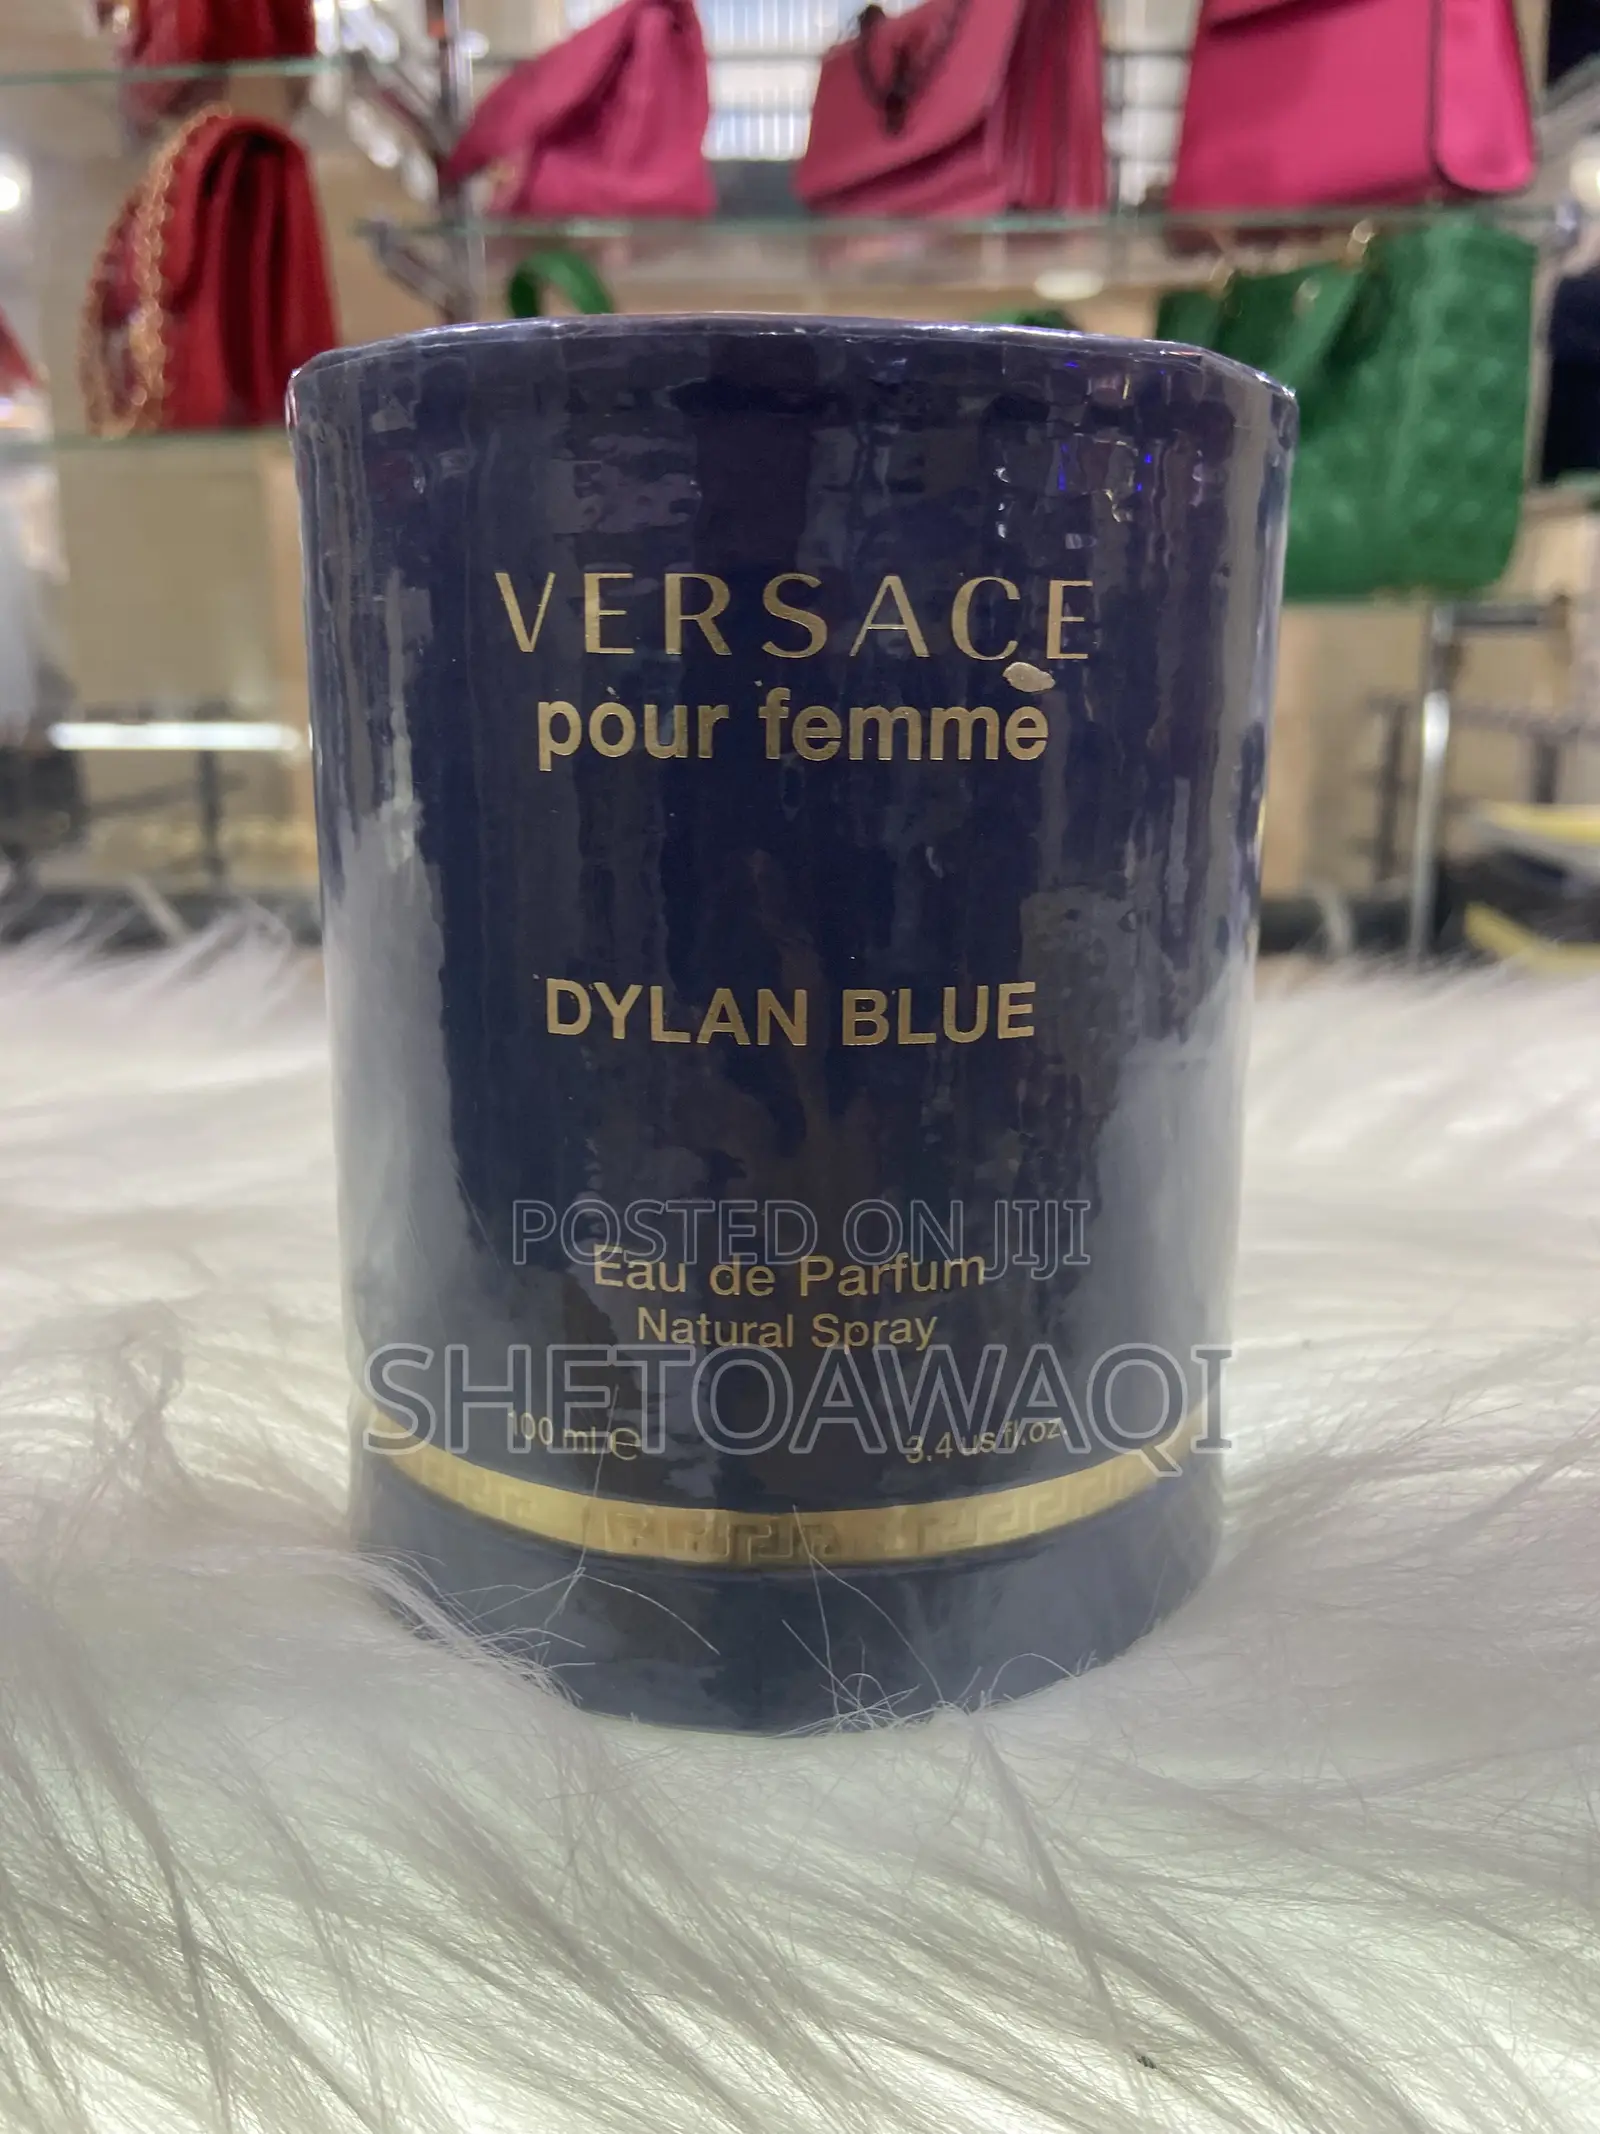 VERSACE
pour femme
DYLAN BLUE
POSTED ON JIJI
Eau de Parfum
Natural Spray
SHETOAWAQI
100 ml ℮ 3.4 us fl.oz.